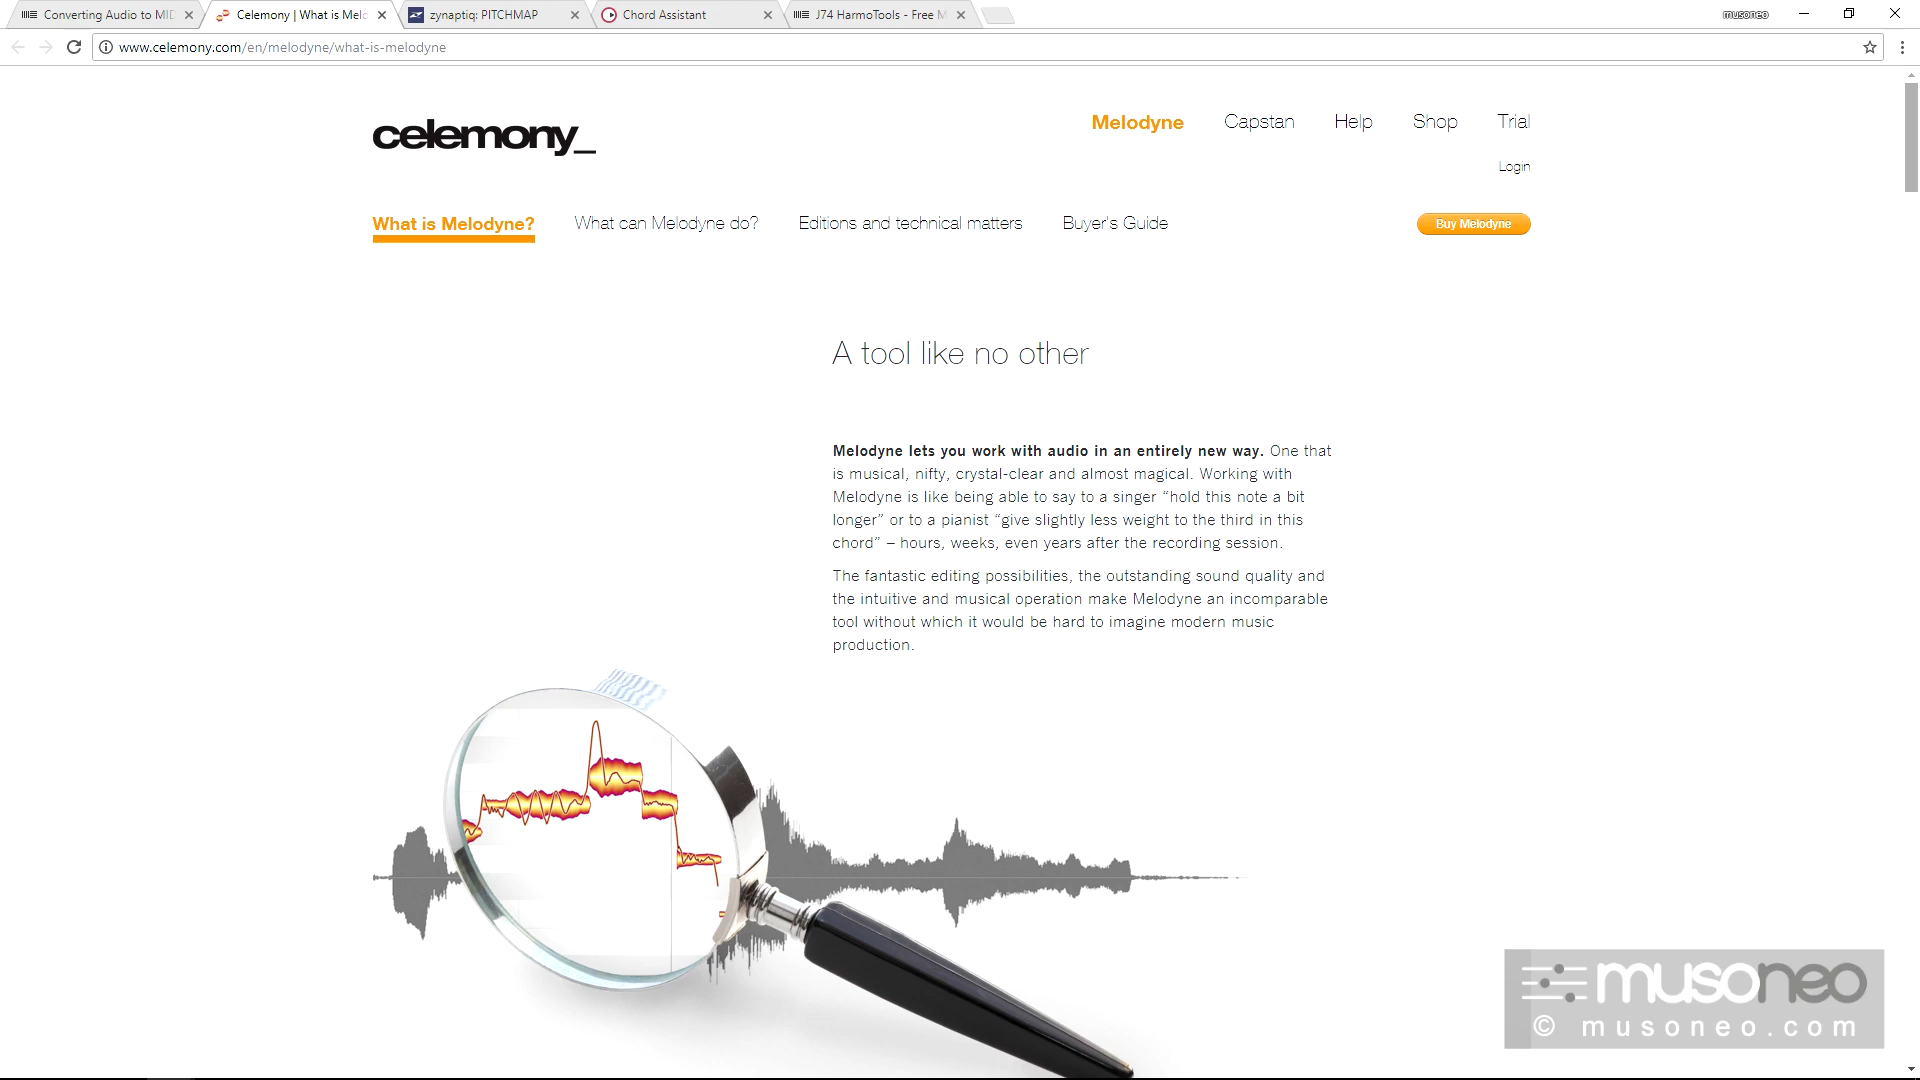 Converting Audio to MID
Celemony | What is Melo
zynaptiq: PITCHMAP
Chord Assistant
J74 HarmoTools - Free M
musoneo
www.celemony.com/en/melodyne/what-is-melodyne
celemony_
Melodyne
Capstan
Help
Shop
Trial
Login
What is Melodyne?
What can Melodyne do?
Editions and technical matters
Buyer's Guide
Buy Melodyne
A tool like no other
Melodyne lets you work with audio in an entirely new way. One that
is musical, nifty, crystal-clear and almost magical. Working with
Melodyne is like being able to say to a singer “hold this note a bit
longer” or to a pianist “give slightly less weight to the third in this
chord” – hours, weeks, even years after the recording session.
The fantastic editing possibilities, the outstanding sound quality and
the intuitive and musical operation make Melodyne an incomparable
tool without which it would be hard to imagine modern music
production.
musoneo
© musoneo.com